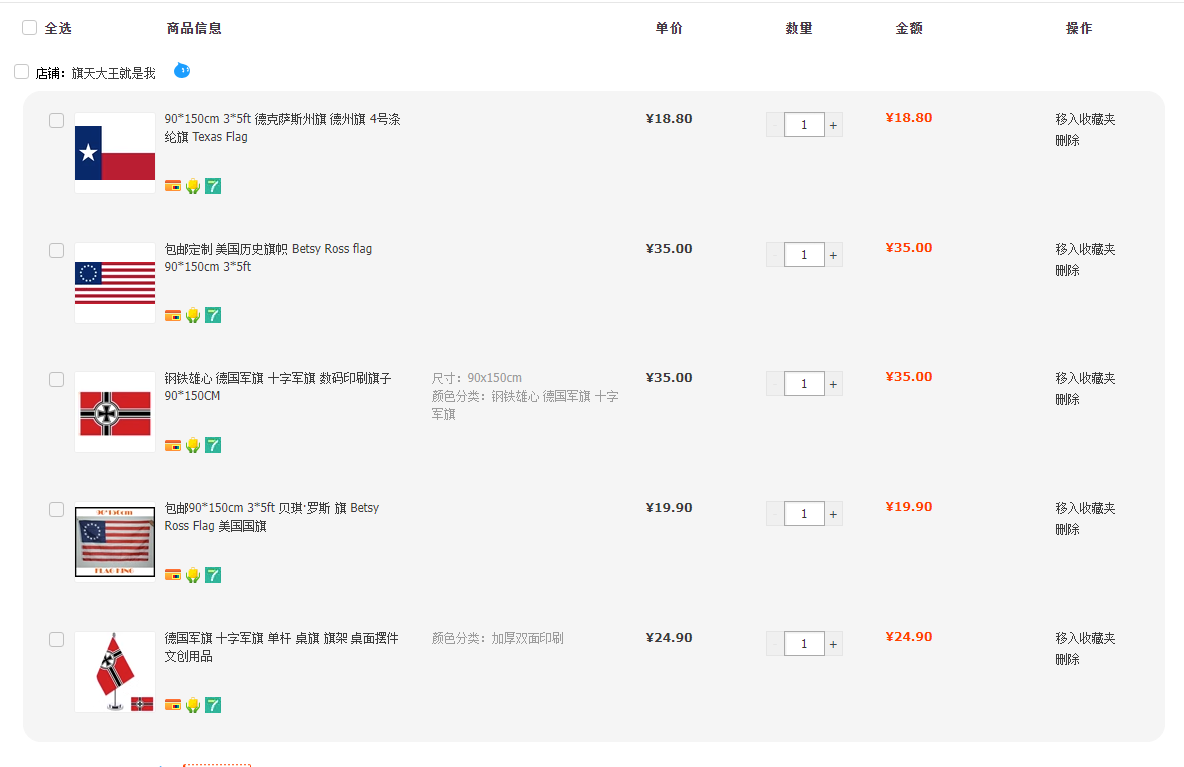 全选 商品信息 单价 数量 金额 操作
店铺：旗天大王就是我
90*150cm 3*5ft 德克萨斯州旗 德州旗 4号涤 ¥18.80 - 1 + ¥18.80 移入收藏夹
纶旗 Texas Flag 删除
7
包邮定制 美国历史旗帜 Betsy Ross flag ¥35.00 - 1 + ¥35.00 移入收藏夹
90*150cm 3*5ft 删除
7
钢铁雄心 德国军旗 十字军旗 数码印刷旗子 尺寸：90x150cm ¥35.00 - 1 + ¥35.00 移入收藏夹
90*150CM 颜色分类：钢铁雄心 德国军旗 十字 删除
军旗
7
90*150cm
包邮90*150cm 3*5ft 贝琪·罗斯 旗 Betsy ¥19.90 - 1 + ¥19.90 移入收藏夹
Ross Flag 美国国旗 删除
FLAG KING
7
德国军旗 十字军旗 单杆 桌旗 旗架 桌面摆件 颜色分类：加厚双面印刷 ¥24.90 - 1 + ¥24.90 移入收藏夹
文创用品 删除
7